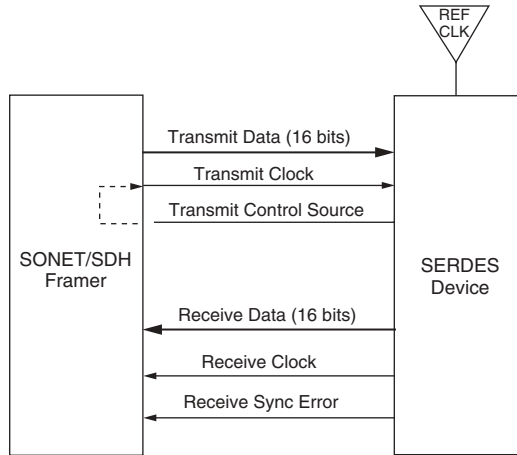 REF
CLK
Transmit Data (16 bits)
Transmit Clock
Transmit Control Source
SONET/SDH
Framer
SERDES
Device
Receive Data (16 bits)
Receive Clock
Receive Sync Error